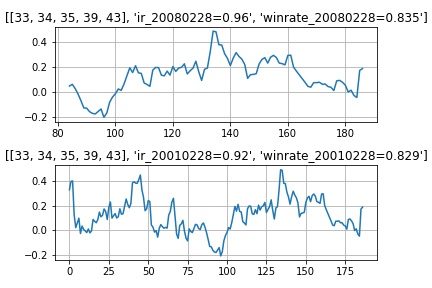 [[33, 34, 35, 39, 43], 'ir_20080228=0.96', 'winrate_20080228=0.835']
0.4
0.2
0.0
−0.2
80 100 120 140 160 180
[[33, 34, 35, 39, 43], 'ir_20010228=0.92', 'winrate_20010228=0.829']
0.4
0.2
0.0
−0.2
0 25 50 75 100 125 150 175